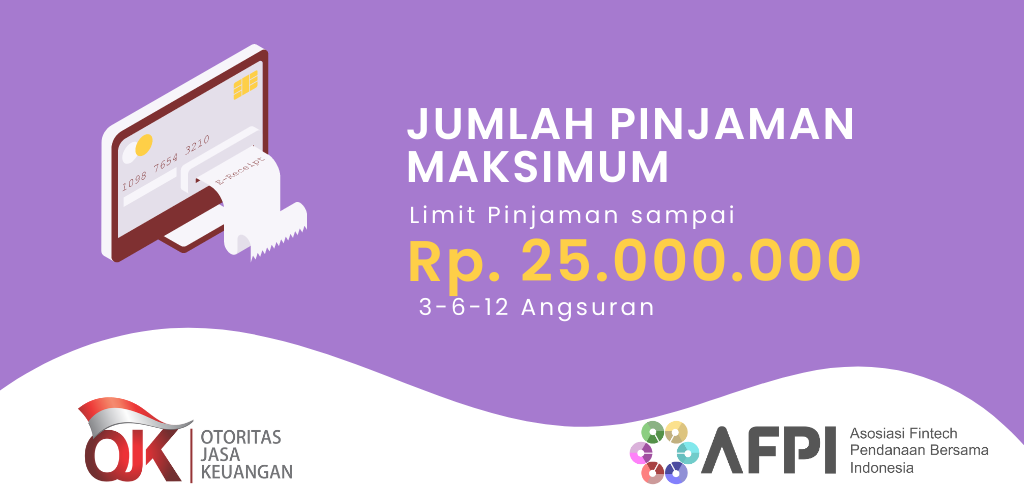 1098 7654 3210
E-Receipt
JUMLAH PINJAMAN
MAKSIMUM
Limit Pinjaman sampai
Rp. 25.000.000
3-6-12 Angsuran
OJK
OTORITAS
JASA
KEUANGAN
AFPI
Asosiasi Fintech
Pendanaan Bersama
Indonesia